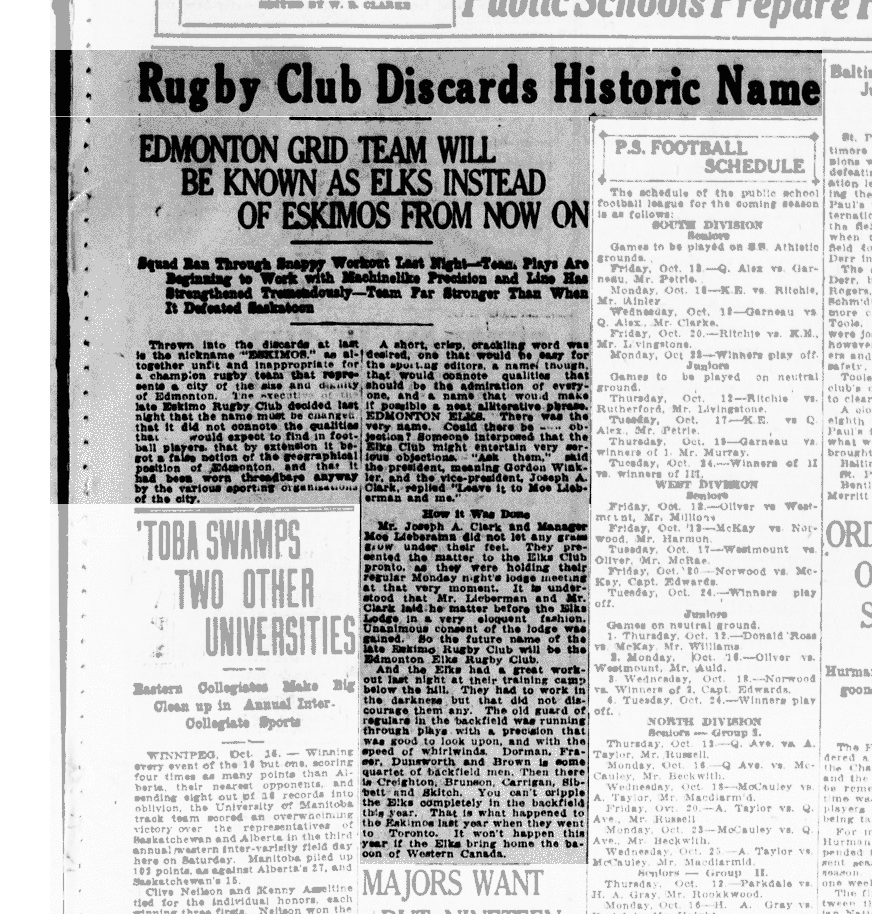 EDITED BY W. B. CLARKE
Public Schools Prepare F
Rugby Club Discards Historic Name
EDMONTON GRID TEAM WILL
BE KNOWN AS ELKS INSTEAD
OF ESKIMOS FROM NOW ON
Squad Ran Through Snappy Workout Last Night—Team Plays Are
Beginning to Work with Machinelike Precision and Line Has
Strengthened Tremendously—Team Far Stronger Than When
It Defeated Saskatoon
Thrown into the discards at last
is the nickname "ESKIMOS," as al-
together unfit and inappropriate for
a champion rugby team that repre-
sents a city of the size and dignity
of Edmonton. The executive of the
late Eskimo Rugby Club decided last
night that the name must be changed,
that it did not connote the qualities
that would expect to find in foot-
ball players, that by extension it be-
got a false notion of the geographical
position of Edmonton, and that it
had been worn threadbare anyway
by the various sporting organisations
of the city.
A short, crisp, crackling word was
desired, one that would be easy for
the sporting editors, a name, though,
that would connote qualities that
should be the admiration of every-
one, and a name that would make
if possible a neat alliterative phrase.
EDMONTON ELKS. There was the
very name. Could there be ob-
jection? Someone interposed that the
Elks Club might entertain very ser-
ious objections. "Ask them," said
the president, meaning Gordon Wink-
ler, and the vice-president, Joseph A.
Clark, replied "Leave it to Moe Lieb-
erman and me."
How it Was Done
Mr. Joseph A. Clark and Manager
Moe Lieberman did not let any grass
grow under their feet. They pre-
sented the matter to the Elks Club
pronto, as they were holding their
regular Monday night's lodge meeting
at that very moment. It is under-
stood that Mr. Lieberman and Mr.
Clark laid he matter before the Elks
Lodge in a very eloquent fashion.
Unanimous consent of the lodge was
gained. So the future name of the
late Eskimo Rugby Club will be the
Edmonton Elks Rugby Club.
And the Elks had a great work-
out last night at their training camp
below the hill. They had to work in
the darkness but that did not dis-
courage them any. The old guard of
regulars in the backfield was running
through plays with a precision that
was good to look upon, and with the
speed of whirlwinds. Dorman, Fra-
ser, Dunsworth and Brown is some
quartet of backfield men. Then there
is Creighton, Brunson, Carrigan, Sib-
bett and Skitch. You can't cripple
the Elks completely in the backfield
this year. That is what happened to
the Eskimos last year when they went
to Toronto. It won't happen this
year if the Elks bring home the ba-
con of Western Canada.
MAJORS WANT
'TOBA SWAMPS
TWO OTHER
UNIVERSITIES
Eastern Collegiates Make Big
Clean up in Annual Inter-
Collegiate Sports
WINNIPEG, Oct. 16. — Winning
every event of the 16 but one, scoring
four times as many points than Al-
berta, their nearest opponents, and
sending eight out of 16 records into
oblivion, the University of Manitoba
track team scored an overwhelming
victory over the representatives of
Saskatchewan and Alberta in the third
annual western inter-varsity field day
here on Saturday. Manitoba piled up
101 points, as against Alberta's 27, and
Saskatchewan's 16.
Clive Neilson and Kenny Aseltine
tied for the individual honors, each
winning three firsts. Neilson won the
P.S. FOOTBALL
SCHEDULE
The schedule of the public school
football league for the coming season
is as follows:
SOUTH DIVISION
Seniors
Games to be played on S.S. Athletic
grounds.
Friday, Oct. 13.—Q. Alex vs. Gar-
neau, Mr. Petrie.
Monday, Oct. 16—K.E. vs. Ritchie,
Mr. Ainley
Wednesday, Oct. 18—Garneau vs.
Q. Alex, Mr. Clarke.
Friday, Oct. 20.—Ritchie vs. K.E.,
Mr. Livingstone.
Monday, Oct 23—Winners play off.
Juniors
Games to be played on neutral
ground.
Thursday, Oct. 12—Ritchie vs.
Rutherford, Mr. Livingstone.
Tuesday, Oct. 17.—K.E. vs Q.
Alex., Mr. Petrie.
Thursday, Oct. 19—Garneau vs.
winners of 1. Mr. Murray.
Tuesday, Oct. 24.—Winners of II
vs. winners of III.
WEST DIVISION
Seniors
Friday, Oct. 13.—Oliver vs West-
mount, Mr. Millions
Friday, Oct. '13—McKay vs Nor-
wood, Mr. Harmon.
Tuesday, Oct. 17—Westmount vs.
Oliver, Mr. McRae.
Friday, Oct. '20—Norwood vs. Mc-
Kay, Capt. Edwards.
Tuesday, Oct. 24.—Winners play
off.
Juniors
Games on neutral ground.
1. Thursday, Oct. 12.—Donald Ross
vs. McKay, Mr. Williams.
2. Monday, Oct. '16.—Oliver vs.
Westmount, Mr. Auld.
3. Wednesday, Oct. 18.—Norwood
vs. Winners of 2, Capt. Edwards.
6. Tuesday, Oct. 24—Winners play
off.
NORTH DIVISION
Seniors — Group I.
Thursday, Oct. 12—Q. Ave. vs. A.
Taylor, Mr. Russell.
Monday, Oct. 16—Q Ave. vs. Mc-
Cauley, Mr. Beckwith.
Wednesday, Oct. 18—McCauley vs.
A. Taylor, Mr. Macdiarmid.
Friday, Oct. 20.—A. Taylor vs. Q.
Ave., Mr. Russell
Monday, Oct. 23—McCauley vs. Q.
Ave., Mr. Beckwith.
Wednesday, Oct. 25.—A Taylor vs.
McCauley. Mr. Macdiarmid.
Seniors — Group II.
Thursday, Oct. 12—Parkdale vs.
H. A. Gray, Mr. Rookwood.
Monday, Oct. 16—H. A. Gray vs.